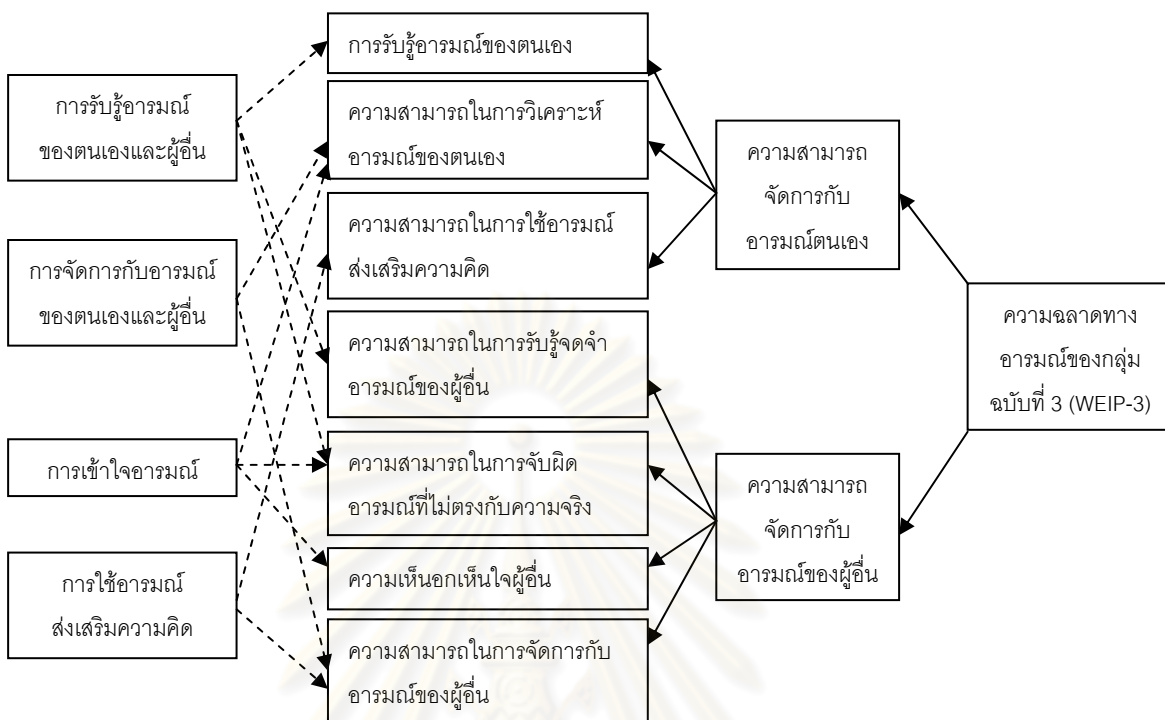 การรับรู้อารมณ์
ของตนเองและผู้อื่น
การจัดการกับอารมณ์
ของตนเองและผู้อื่น
การเข้าใจอารมณ์
การใช้อารมณ์
ส่งเสริมความคิด
การรับรู้อารมณ์ของตนเอง
ความสามารถในการวิเคราะห์
อารมณ์ของตนเอง
ความสามารถในการใช้อารมณ์
ส่งเสริมความคิด
ความสามารถในการรับรู้จดจำ
อารมณ์ของผู้อื่น
ความสามารถในการจับผิด
อารมณ์ที่ไม่ตรงกับความจริง
ความเห็นอกเห็นใจผู้อื่น
ความสามารถในการจัดการกับ
อารมณ์ของผู้อื่น
ความสามารถ
จัดการกับ
อารมณ์ตนเอง
ความสามารถ
จัดการกับ
อารมณ์ของผู้อื่น
ความฉลาดทาง
อารมณ์ของกลุ่ม
ฉบับที่ 3 (WEIP-3)